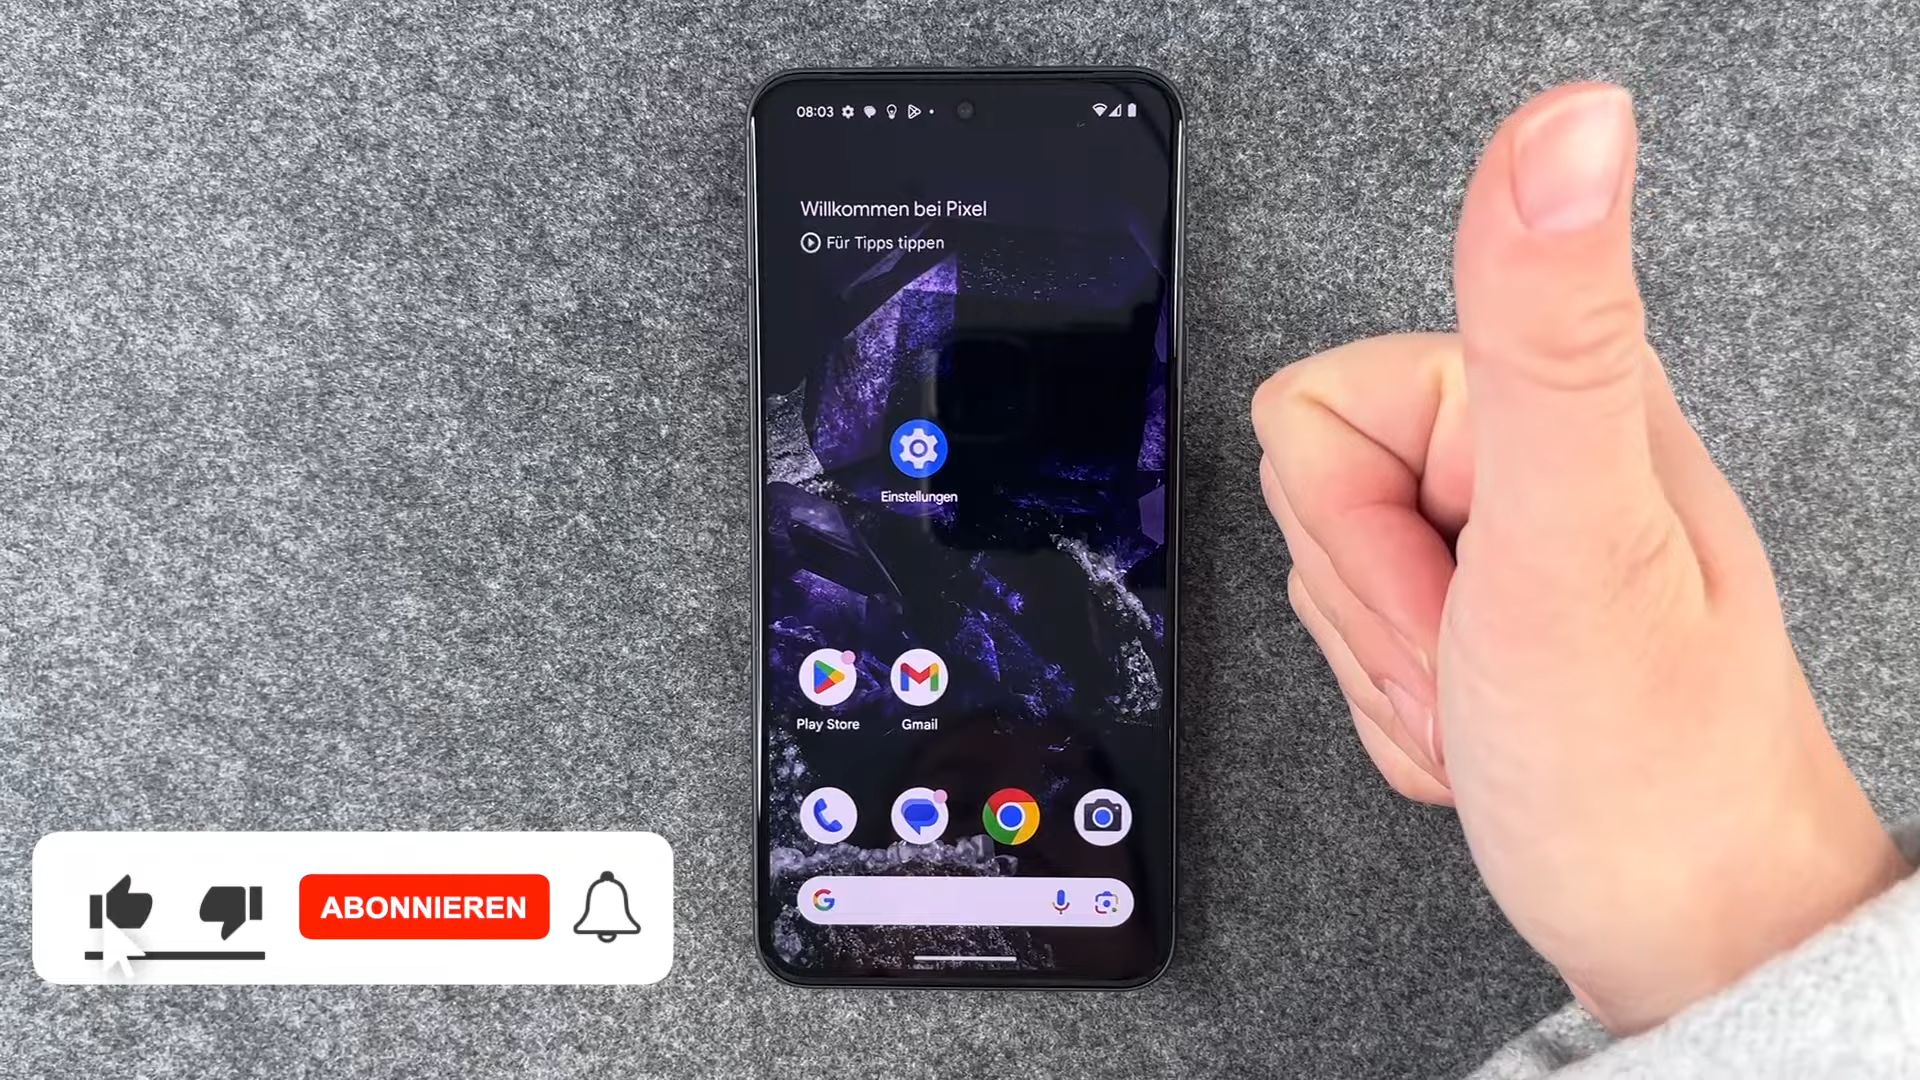 08:03
Willkommen bei Pixel
Für Tipps tippen
Einstellungen
Play Store
Gmail
ABONNIEREN